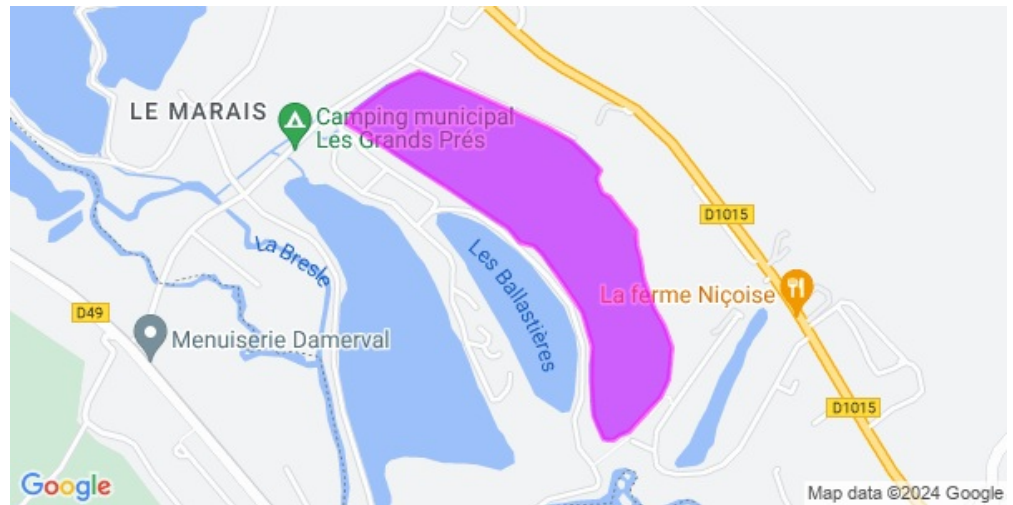 LE MARAIS
Camping municipal
Les Grands Prés
D1015
La Bresle
Les Ballastières
La ferme Niçoise
D49
Menuiserie Damerval
D1015
Google
Map data ©2024 Google